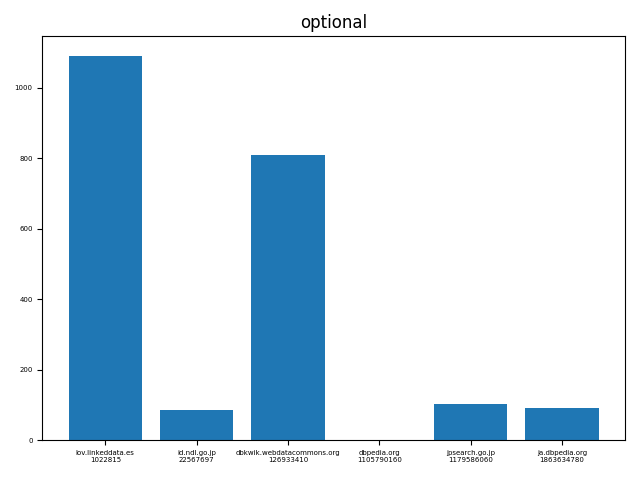 optional
1000
800
600
400
200
0
lov.linkeddata.es ld.ndl.go.jp dbkwik.webdatacommons.org dbpedia.org jpsearch.go.jp ja.dbpedia.org
1022815 22567697 126933410 1105790160 1179586060 1863634780